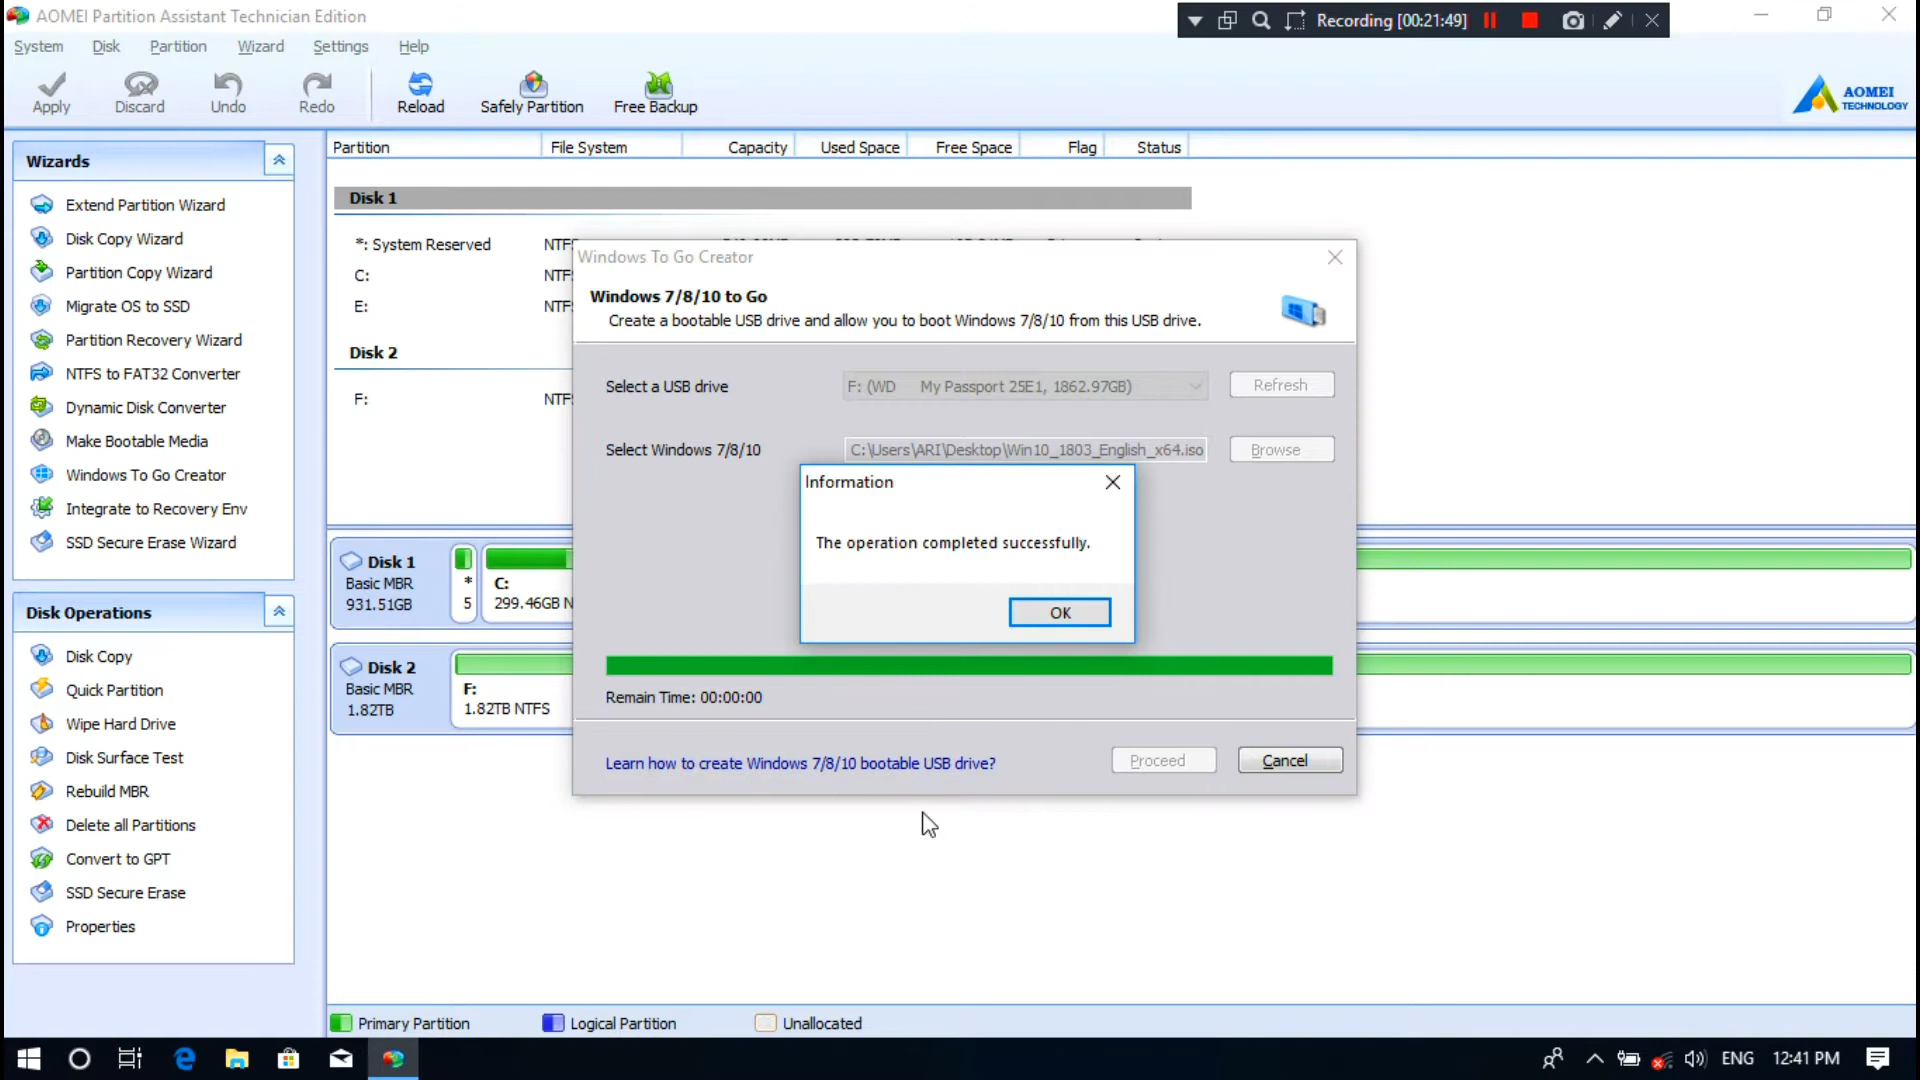 AOMEI Partition Assistant Technician Edition
Recording [00:21:49]
System Disk Partition Wizard Settings Help
Apply Discard Undo Redo Reload Safely Partition Free Backup
AOMEI
TECHNOLOGY
Wizards
Extend Partition Wizard
Disk Copy Wizard
Partition Copy Wizard
Migrate OS to SSD
Partition Recovery Wizard
NTFS to FAT32 Converter
Dynamic Disk Converter
Make Bootable Media
Windows To Go Creator
Integrate to Recovery Env
SSD Secure Erase Wizard
Disk Operations
Disk Copy
Quick Partition
Wipe Hard Drive
Disk Surface Test
Rebuild MBR
Delete all Partitions
Convert to GPT
SSD Secure Erase
Properties
Partition File System Capacity Used Space Free Space Flag Status
Disk 1
*: System Reserved NTFS
C: NTFS
E: NTFS
Disk 2
F: NTFS
Windows To Go Creator
Windows 7/8/10 to Go
Create a bootable USB drive and allow you to boot Windows 7/8/10 from this USB drive.
Select a USB drive F: (WD My Passport 25E1, 1862.97GB) Refresh
Select Windows 7/8/10 C:\Users\ARI\Desktop\Win10_1803_English_x64.iso Browse
Information
The operation completed successfully.
OK
Remain Time: 00:00:00
Learn how to create Windows 7/8/10 bootable USB drive? Proceed Cancel
Disk 1
Basic MBR
931.51GB
*
5
C:
299.46GB N
Disk 2
Basic MBR
1.82TB
F:
1.82TB NTFS
Primary Partition Logical Partition Unallocated
ENG 12:41 PM